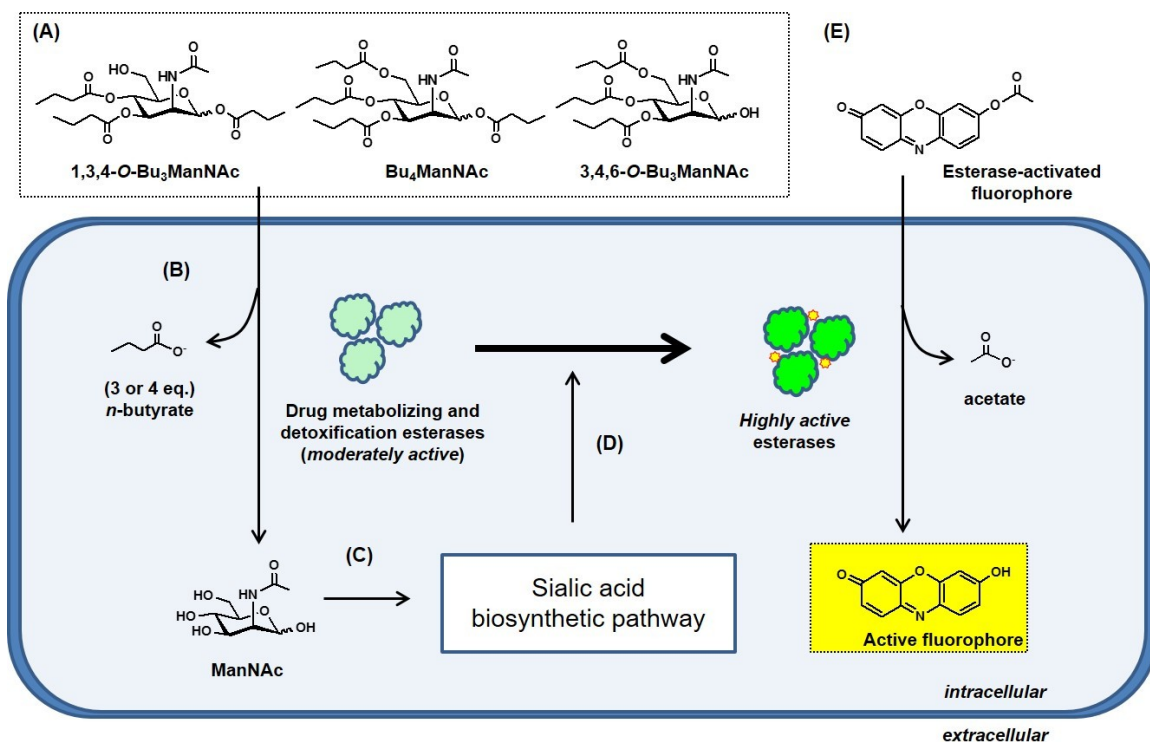 (A)
1,3,4-O-Bu3ManNAc
Bu4ManNAc
3,4,6-O-Bu3ManNAc
HO
O
HN
O
O
O
O
O
O
O
O
O
O
O
HN
O
O
O
O
O
O
O
O
O
O
HN
O
O
O
O
O
O
OH
(E)
O
O
N
O
O
Esterase-activated
fluorophore
(B)
O
O-
(3 or 4 eq.)
n-butyrate
Drug metabolizing and
detoxification esterases
(moderately active)
(D)
Highly active
esterases
O
O-
acetate
(C)
O
HO
HN
HO
O
HO
OH
ManNAc
Sialic acid
biosynthetic pathway
O
O
N
OH
Active fluorophore
intracellular
extracellular